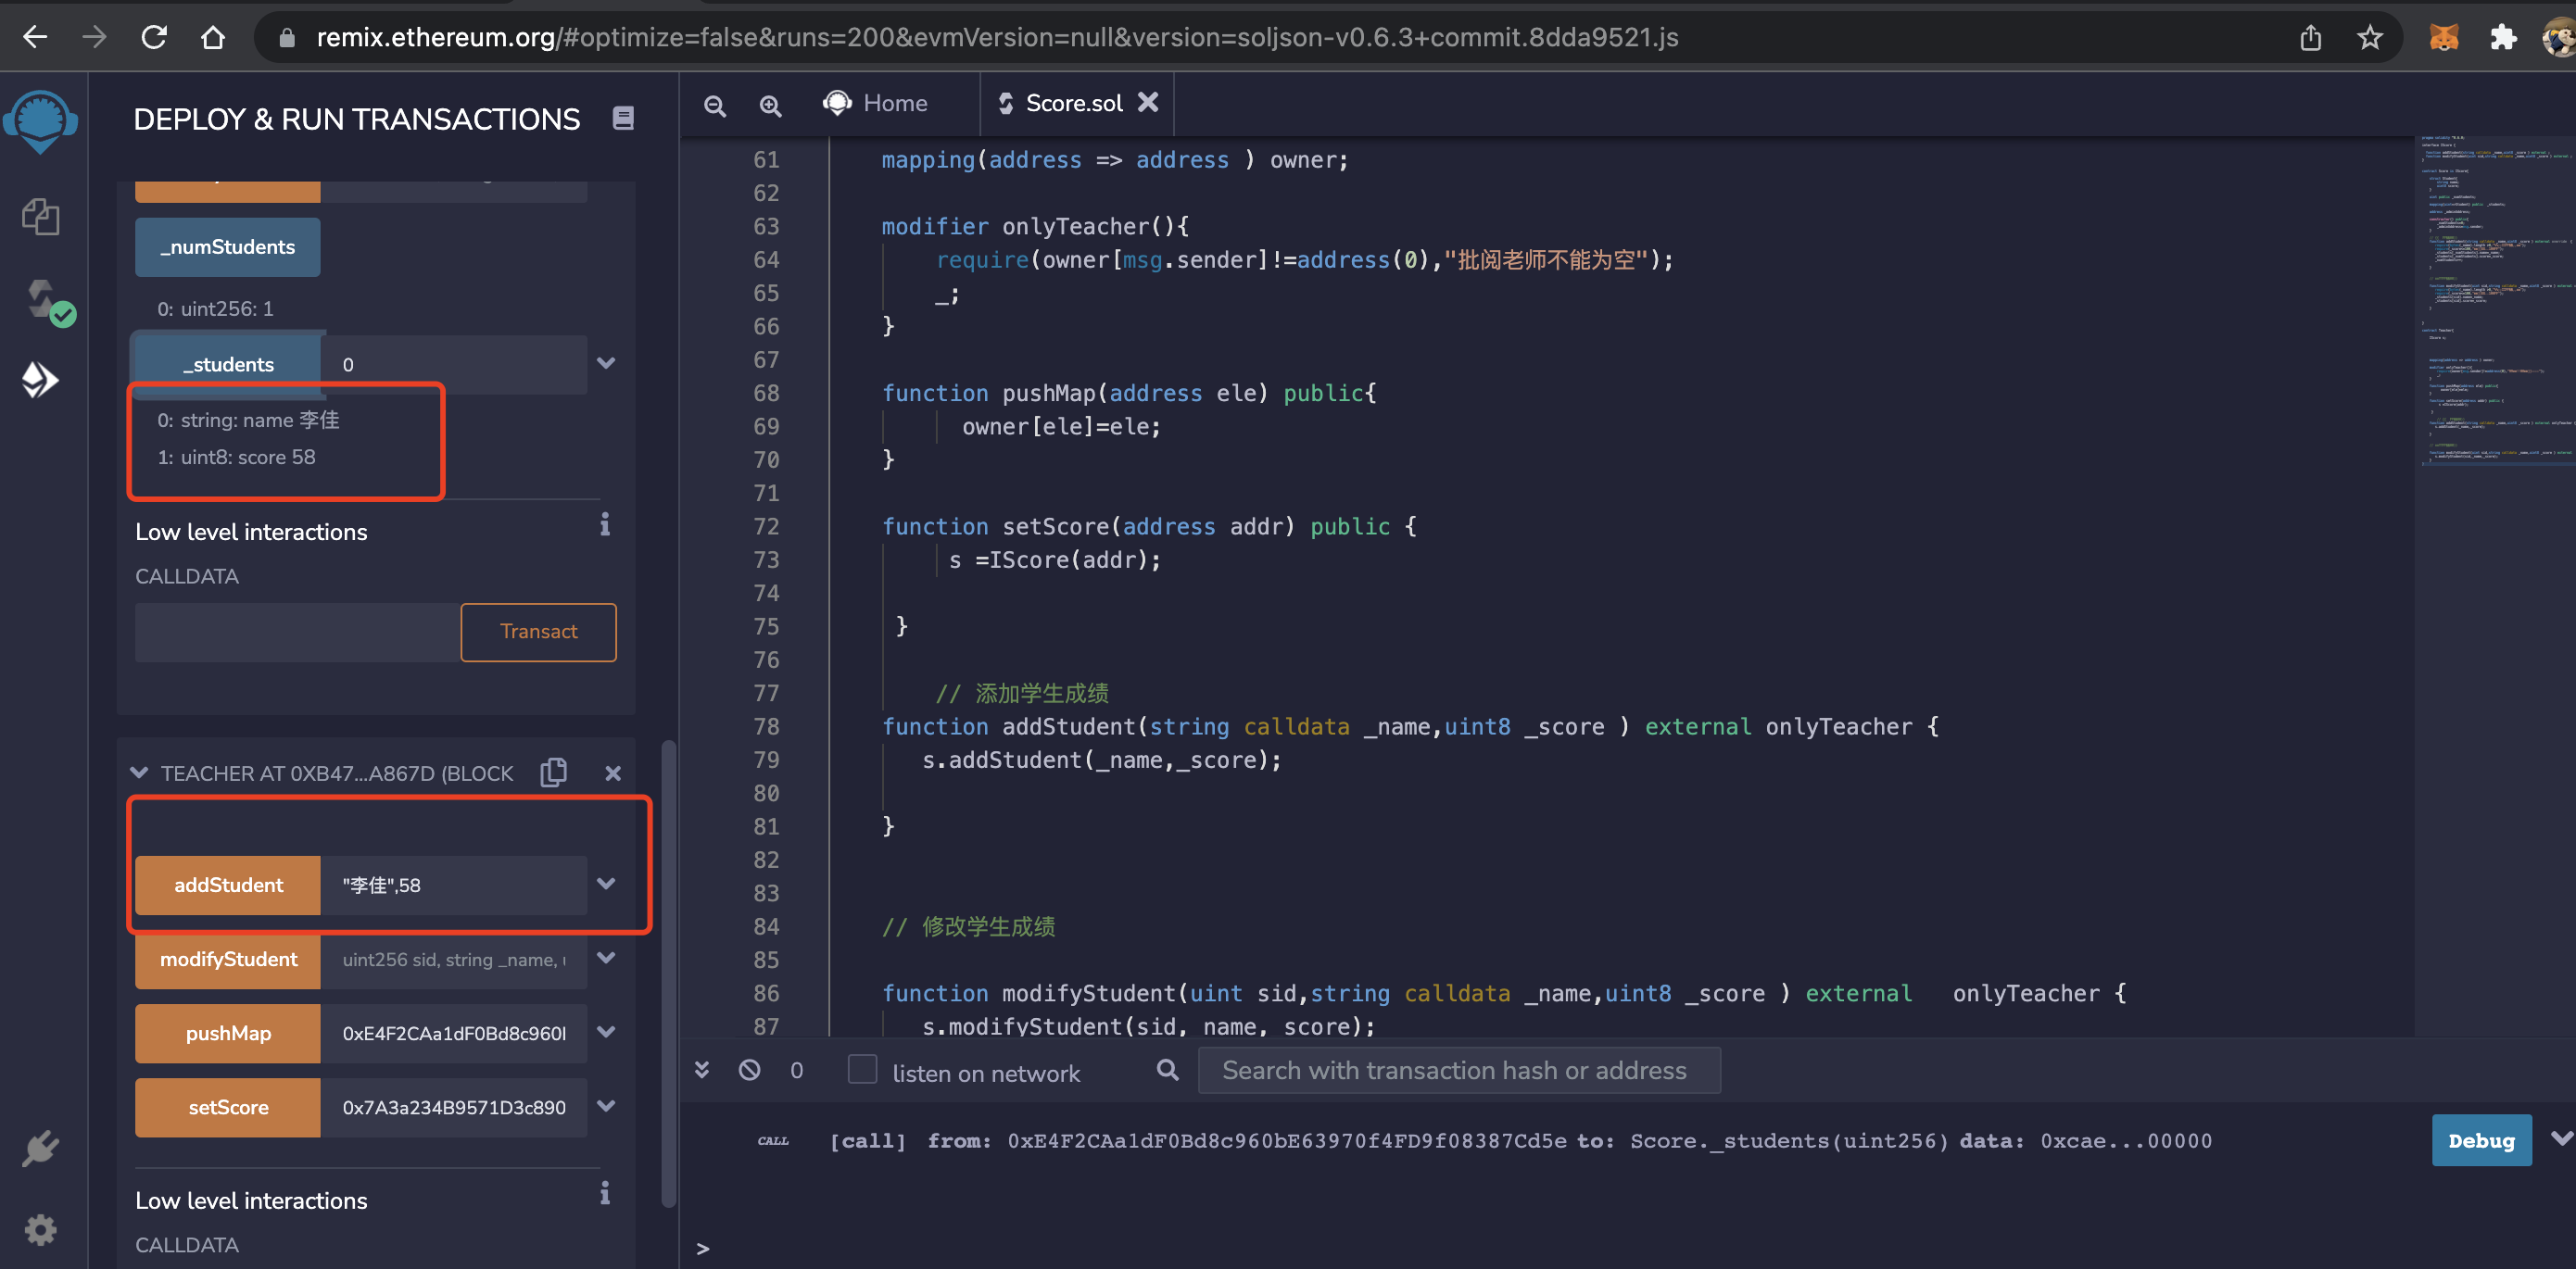 remix.ethereum.org/#optimize=false&runs=200&evmVersion=null&version=soljson-v0.6.3+commit.8dda9521.js
DEPLOY & RUN TRANSACTIONS
_numStudents
0: uint256: 1
_students
0
0: string: name 李佳
1: uint8: score 58
Low level interactions
i
CALLDATA
Transact
TEACHER AT 0XB47...A867D (BLOCK
addStudent
"李佳",58
modifyStudent
uint256 sid, string _name, u
pushMap
0xE4F2CAa1dF0Bd8c960l
setScore
0x7A3a234B9571D3c890
Low level interactions
i
CALLDATA
Home
Score.sol
61 mapping(address => address ) owner;
62
63 modifier onlyTeacher(){
64 require(owner[msg.sender]!=address(0),"批阅老师不能为空");
65 _;
66 }
67
68 function pushMap(address ele) public{
69 owner[ele]=ele;
70 }
71
72 function setScore(address addr) public {
73 s =IScore(addr);
74
75 }
76
77 // 添加学生成绩
78 function addStudent(string calldata _name,uint8 _score ) external onlyTeacher {
79 s.addStudent(_name,_score);
80
81 }
82
83
84 // 修改学生成绩
85
86 function modifyStudent(uint sid,string calldata _name,uint8 _score ) external onlyTeacher {
87 s.modifyStudent(sid,_name,_score);
0
listen on network
Search with transaction hash or address
CALL [call] from: 0xE4F2CAa1dF0Bd8c960bE63970f4FD9f08387Cd5e to: Score._students(uint256) data: 0xcae...00000
Debug
>